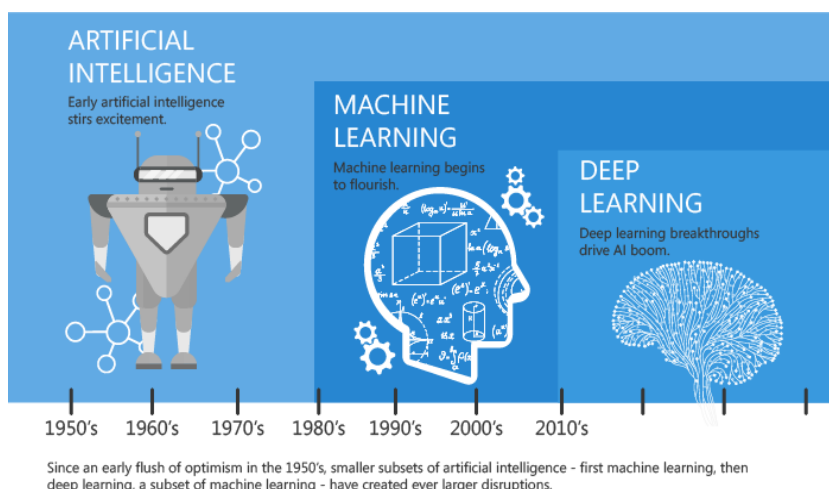 ARTIFICIAL
INTELLIGENCE
Early artificial intelligence
stirs excitement.
MACHINE
LEARNING
Machine learning begins
to flourish.
DEEP
LEARNING
Deep learning breakthroughs
drive AI boom.
1950's 1960's 1970's 1980's 1990's 2000's 2010's
Since an early flush of optimism in the 1950's, smaller subsets of artificial intelligence - first machine learning, then
deep learning, a subset of machine learning - have created ever larger disruptions.